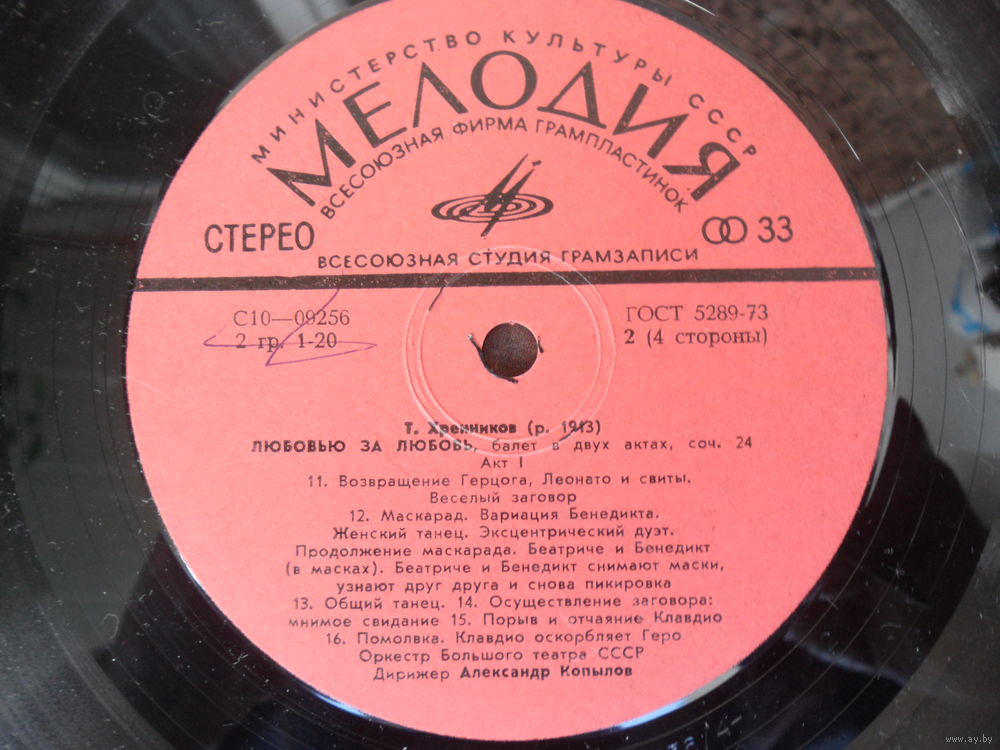 МИНИСТЕРСТВО КУЛЬТУРЫ СССР
МЕЛОДИЯ
ВСЕСОЮЗНАЯ ФИРМА ГРАМПЛАСТИНОК
СТЕРЕО
33
ВСЕСОЮЗНАЯ СТУДИЯ ГРАМЗАПИСИ
С10—09256
ГОСТ 5289-73
2 гр. 1-20
2 (4 стороны)
Т. Хренников (р. 1913)
ЛЮБОВЬЮ ЗА ЛЮБОВЬ, балет в двух актах, соч. 24
Акт I
11. Возвращение Герцога, Леонато и свиты.
Веселый заговор
12. Маскарад. Вариация Бенедикта.
Женский танец. Эксцентрический дуэт.
Продолжение маскарада. Беатриче и Бенедикт
(в масках). Беатриче и Бенедикт снимают маски,
узнают друг друга и снова пикировка
13. Общий танец. 14. Осуществление заговора:
мнимое свидание 15. Порыв и отчаяние Клавдио
16. Помолвка. Клавдио оскорбляет Геро
Оркестр Большого театра СССР
Дирижер Александр Копылов
www.ay.by